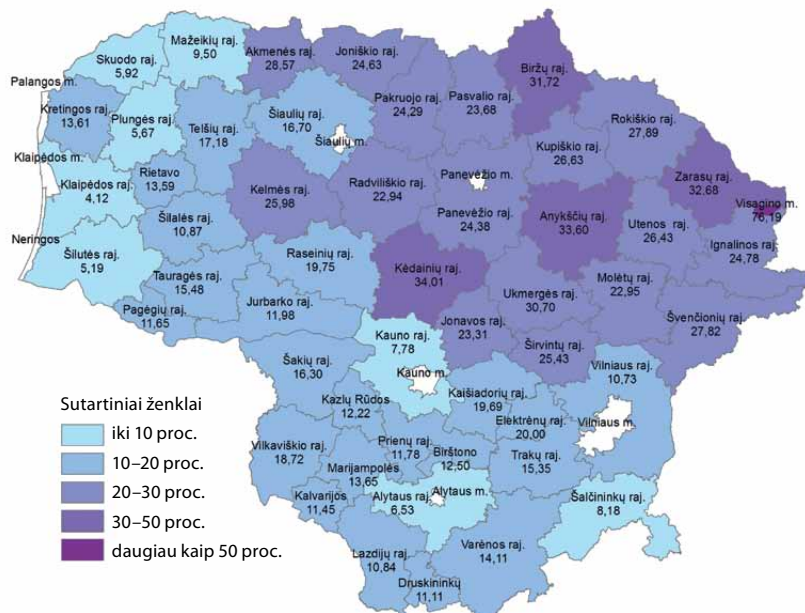 Mažeikių raj.
9,50
Skuodo raj.
5,92
Akmenės raj.
28,57
Joniškio raj.
24,63
Biržų raj.
31,72
Palangos m.
Kretingos raj.
13,61
Plungės raj.
5,67
Telšių raj.
17,18
Šiaulių raj.
16,70
Šiaulių m.
Pakruojo raj.
24,29
Pasvalio raj.
23,68
Rokiškio raj.
27,89
Kupiškio raj.
26,63
Klaipėdos m.
Klaipėdos raj.
4,12
Rietavo
13,59
Kelmės raj.
25,98
Radviliškio raj.
22,94
Panevėžio m.
Panevėžio raj.
24,38
Anykščių raj.
33,60
Zarasų raj.
32,68
Visagino m.
76,19
Utenos raj.
26,43
Ignalinos raj.
24,78
Neringos
Šilalės raj.
10,87
Šilutės raj.
5,19
Raseinių raj.
19,75
Kėdainių raj.
34,01
Tauragės raj.
15,48
Pagėgių raj.
11,65
Jurbarko raj.
11,98
Ukmergės raj.
30,70
Molėtų raj.
22,95
Švenčionių raj.
27,82
Jonavos raj.
23,31
Širvintų raj.
25,43
Kauno raj.
7,78
Kauno m.
Šakių raj.
16,30
Kaišiadorių raj.
19,69
Vilniaus raj.
10,73
Elektrėnų raj.
20,00
Vilniaus m.
Kazlų Rūdos
12,22
Vilkaviškio raj.
18,72
Prienų raj.
11,78
Birštono
12,50
Trakų raj.
15,35
Marijampolės
13,65
Kalvarijos
11,45
Alytaus raj.
6,53
Alytaus m.
Šalčininkų raj.
8,18
Lazdijų raj.
10,84
Varėnos raj.
14,11
Druskininkų
11,11
Sutartiniai ženklai
iki 10 proc.
10–20 proc.
20–30 proc.
30–50 proc.
daugiau kaip 50 proc.